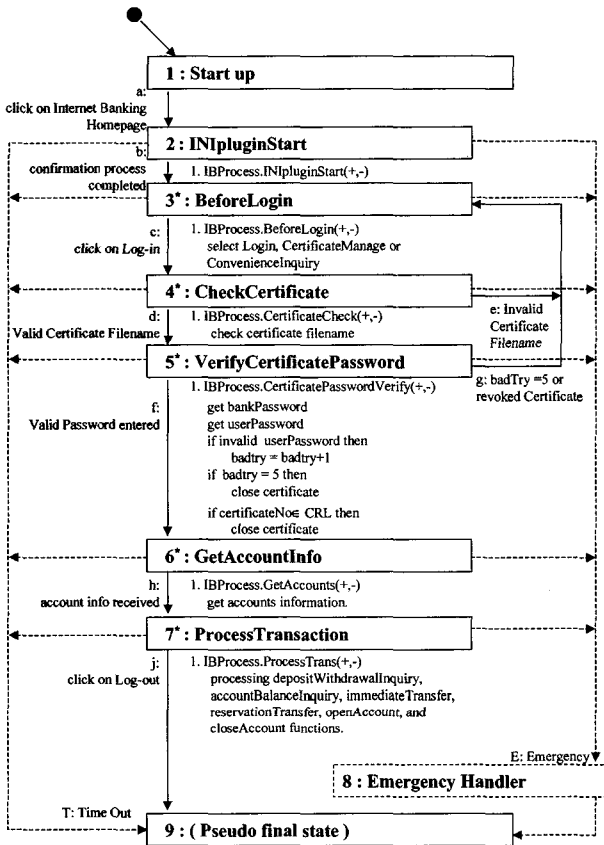 1 : Start up
a:
click on Internet Banking
Homepage
2 : INIpluginStart
b:
confirmation process
completed
1. IBProcess.INIpluginStart(+,-)
3* : BeforeLogin
c:
click on Log-in
1. IBProcess.BeforeLogin(+,-)
select Login, CertificateManage or
ConvenienceInquiry
4* : CheckCertificate
d:
Valid Certificate Filename
1. IBProcess.CertificateCheck(+,-)
check certificate filename
e: Invalid
Certificate
Filename
5* : VerifyCertificatePassword
g: badTry =5 or
revoked Certificate
f:
Valid Password entered
1. IBProcess.CertificatePasswordVerify(+,-)
get bankPassword
get userPassword
if invalid userPassword then
badtry = badtry+1
if badtry = 5 then
close certificate
if certificateNo∈ CRL then
close certificate
6* : GetAccountInfo
h:
account info received
1. IBProcess.GetAccounts(+,-)
get accounts information.
7* : ProcessTransaction
j:
click on Log-out
1. IBProcess.ProcessTrans(+,-)
processing depositWithdrawalInquiry,
accountBalanceInquiry, immediateTransfer,
reservationTransfer, openAccount, and
closeAccount functions.
E: Emergency
8 : Emergency Handler
T: Time Out
9 : ( Pseudo final state )